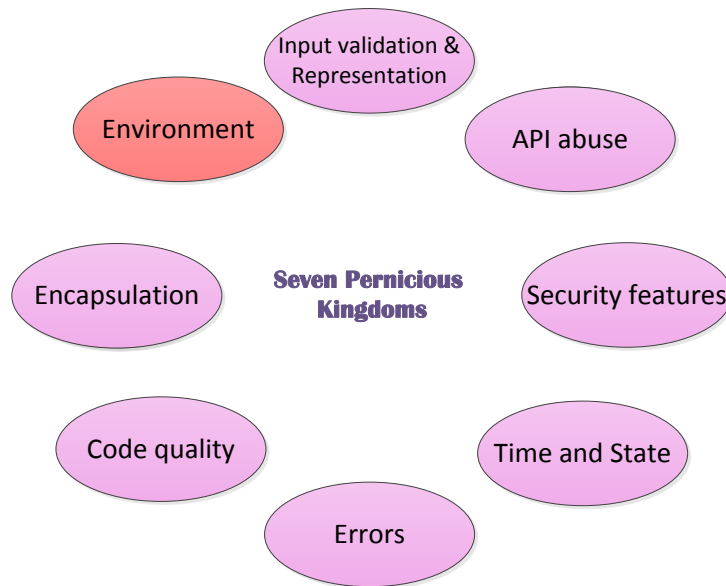 Input validation &
Representation
Environment
API abuse
Seven Pernicious
Kingdoms
Encapsulation
Security features
Code quality
Time and State
Errors